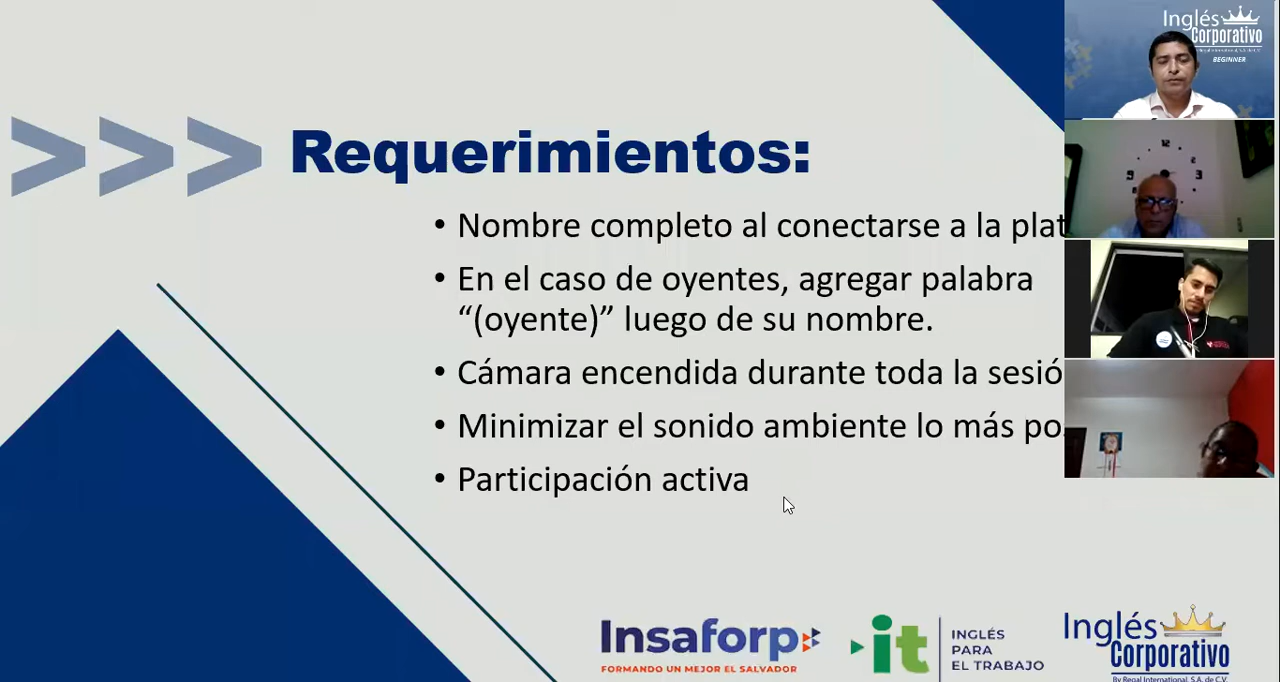 Inglés
Corporativo
BEGINNER
>>> Requerimientos:
• Nombre completo al conectarse a la plat
• En el caso de oyentes, agregar palabra
“(oyente)” luego de su nombre.
• Cámara encendida durante toda la sesió
• Minimizar el sonido ambiente lo más po
• Participación activa
Insaforp
FORMANDO UN MEJOR EL SALVADOR
it
INGLÉS
PARA
EL TRABAJO
Inglés
Corporativo
By Regal International, S.A. de C.V.